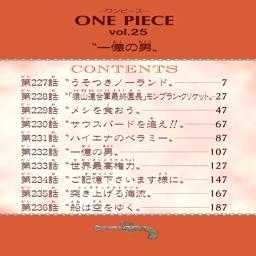 ワンピース
ONE PIECE
vol.25
"一億の男"
CONTENTS
第227話 "うそつきノーランド" 7
第228話 "「猿山連合軍最終園長」モンブラン・クリケット" 27
第229話 "メシを食おう" 47
第230話 "サウスバードを追え!!" 67
第231話 "ハイエナのベラミー" 87
第232話 "一億の男" 107
第233話 "世界最高権力" 127
第234話 "ご記憶下さいます様に" 147
第235話 "突き上げる海流" 167
第236話 "船は空をゆく" 187